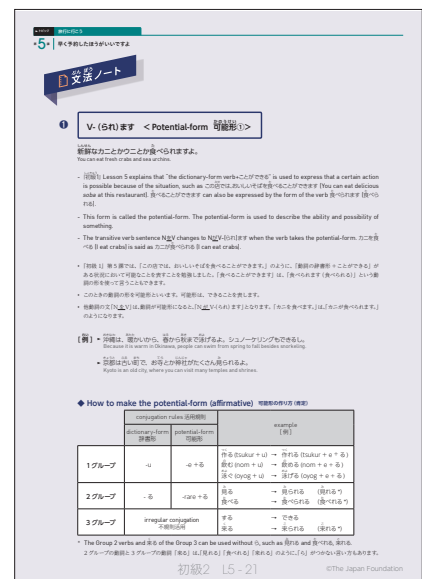 トピック 旅行に行こう
5 早く予約したほうがいいですよ
文法ノート
❶ V- (られ) ます ＜Potential-form 可能形①＞
新鮮なカニとかウニとか食べられますよ。
You can eat fresh crabs and sea urchins.
- 『初級1』 Lesson 5 explains that "the dictionary-form verb+ことができる" is used to express that a certain action
is possible because of the situation, such as この店では、おいしいそばを食べることができます (You can eat delicious
soba at this restaurant). 食べることができます can also be expressed by the form of the verb 食べられます (食べら
れる).
- This form is called the potential-form. The potential-form is used to describe the ability and possibility of
something.
- The transitive verb sentence NをV changes to NがV-(られ)ます when the verb takes the potential-form. カニを食
べる (I eat crabs) is said as カニが食べられる (I can eat crabs).
・『初級1』第5課では、「この店では、おいしいそばを食べることができます。」のように、「動詞の辞書形＋ことができる」が
ある状況において可能なことを表すことを勉強しました。「食べることができます」は、「食べられます（食べられる）」という動
詞の形を使って言うこともできます。
・このときの動詞の形を可能形といいます。可能形は、できることを表します。
・他動詞の文「NをV」は、動詞が可能形になると、「NがV-(られ)ます」となります。「カニを食べます。」は、「カニが食べられます。」
のようになります。
[例] • 沖縄は、暖かいから、春から秋まで泳げるよ。シュノーケリングもできるし。
Because it is warm in Okinawa, people can swim from spring to fall besides snorkeling.
• 京都は古い町で、お寺とか神社がたくさん見られるよ。
Kyoto is an old city, where you can visit many temples and shrines.
◆ How to make the potential-form (affirmative) 可能形の作り方（肯定）
conjugation rules 活用規則 example [例]
dictionary-form 辞書形 potential-form 可能形
1グループ -u -e + る 作る (tsukur + u) → 作れる (tsukur + e + る)
飲む (nom + u) →飲める (nom + e + る)
泳ぐ (oyog + u) → 泳げる (oyog + e + る)
2グループ - る -rare + る 見る → 見られる (見れる*)
食べる → 食べられる (食べれる*)
3グループ irregular conjugation 不規則活用 する → できる
来る → 来られる (来れる*)
* The Group 2 verbs and 来る of the Group 3 can be used without ら, such as 見れる and 食べれる, 来れる.
2グループの動詞と3グループの動詞「来る」は、「見れる」「食べれる」「来れる」のように、「ら」がつかない言い方もあります。
初級2 L5 - 21
©The Japan Foundation